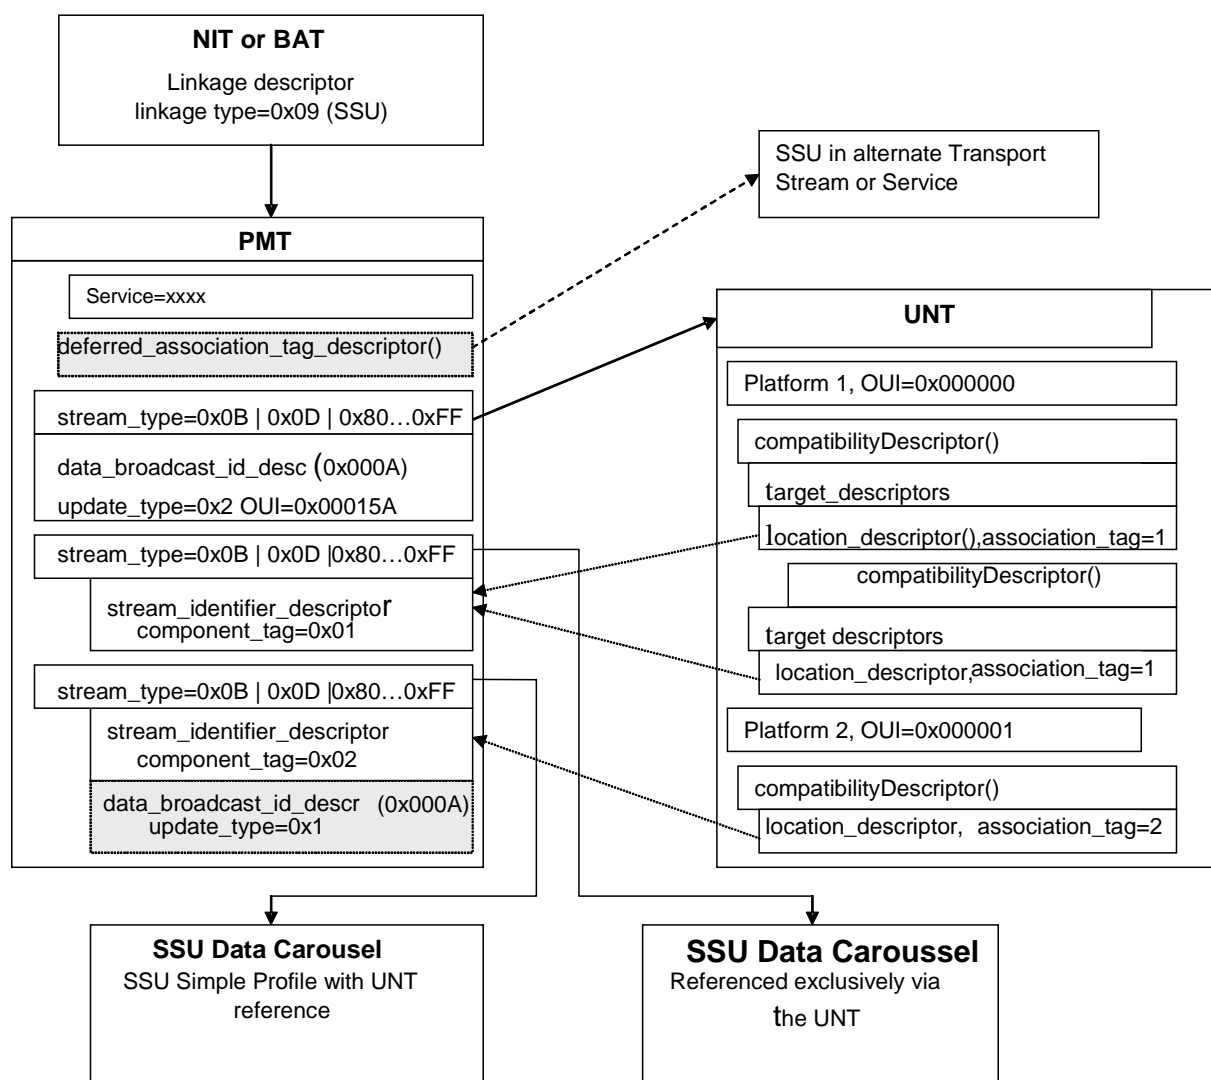 NIT or BAT
Linkage descriptor
linkage type=0x09 (SSU)
SSU in alternate Transport
Stream or Service
PMT
Service=xxxx
deferred_association_tag_descriptor()
stream_type=0x0B | 0x0D | 0x80…0xFF
data_broadcast_id_desc (0x000A)
update_type=0x2 OUI=0x00015A
stream_type=0x0B | 0x0D |0x80…0xFF
stream_identifier_descriptor
component_tag=0x01
stream_type=0x0B | 0x0D |0x80…0xFF
stream_identifier_descriptor
component_tag=0x02
data_broadcast_id_descr (0x000A)
update_type=0x1
UNT
Platform 1, OUI=0x000000
compatibilityDescriptor()
target_descriptors
location_descriptor(),association_tag=1
compatibilityDescriptor()
target descriptors
location_descriptor,association_tag=1
Platform 2, OUI=0x000001
compatibilityDescriptor()
location_descriptor, association_tag=2
SSU Data Carousel
SSU Simple Profile with UNT
reference
SSU Data Caroussel
Referenced exclusively via
the UNT